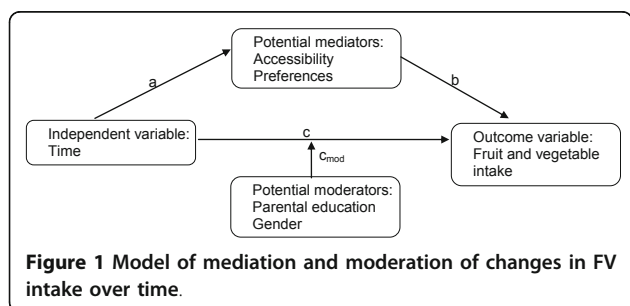 Potential mediators:
Accessibility
Preferences
a
b
Independent variable:
Time
c
Outcome variable:
Fruit and vegetable
intake
c_mod
Potential moderators:
Parental education
Gender
Figure 1 Model of mediation and moderation of changes in FV
intake over time.